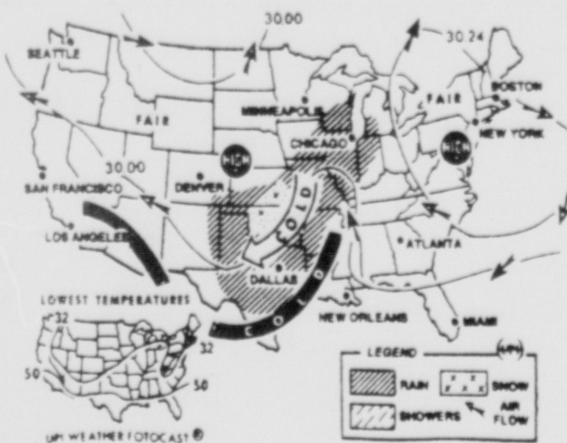 30.00
30.24
SEATTLE
BOSTON
MINNEAPOLIS
FAIR
FAIR
NEW YORK
CHICAGO
HIGH
HIGH
30.00
SAN FRANCISCO
DENVER
COLD
LOS ANGELES
ATLANTA
DALLAS
LOWEST TEMPERATURES
COLD
NEW ORLEANS
MIAMI
32
32
50
50
LEGEND
UPI
RAIN
SNOW
SHOWERS
AIR
FLOW
UPI WEATHER FOTOCAST ®